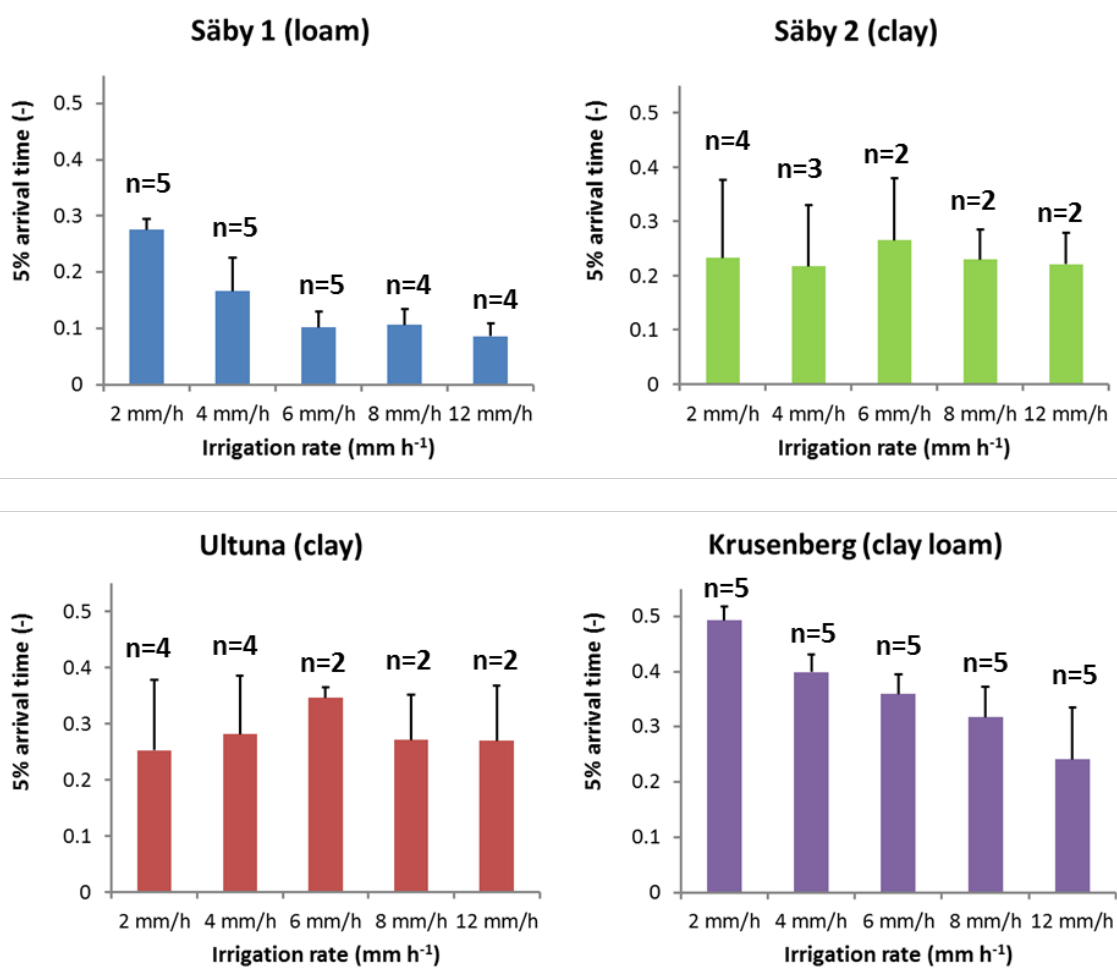 Säby 1 (loam)
5% arrival time (-)
0.5
0.4
0.3
0.2
0.1
0
n=5
n=5
n=5
n=4
n=4
2 mm/h 4 mm/h 6 mm/h 8 mm/h 12 mm/h
Irrigation rate (mm h⁻¹)
Säby 2 (clay)
5% arrival time (-)
0.5
0.4
0.3
0.2
0.1
0
n=4
n=3
n=2
n=2
n=2
2 mm/h 4 mm/h 6 mm/h 8 mm/h 12 mm/h
Irrigation rate (mm h⁻¹)
Ultuna (clay)
5% arrival time (-)
0.5
0.4
0.3
0.2
0.1
0
n=4
n=4
n=2
n=2
n=2
2 mm/h 4 mm/h 6 mm/h 8 mm/h 12 mm/h
Irrigation rate (mm h⁻¹)
Krusenberg (clay loam)
5% arrival time (-)
0.5
0.4
0.3
0.2
0.1
0
n=5
n=5
n=5
n=5
n=5
2 mm/h 4 mm/h 6 mm/h 8 mm/h 12 mm/h
Irrigation rate (mm h⁻¹)